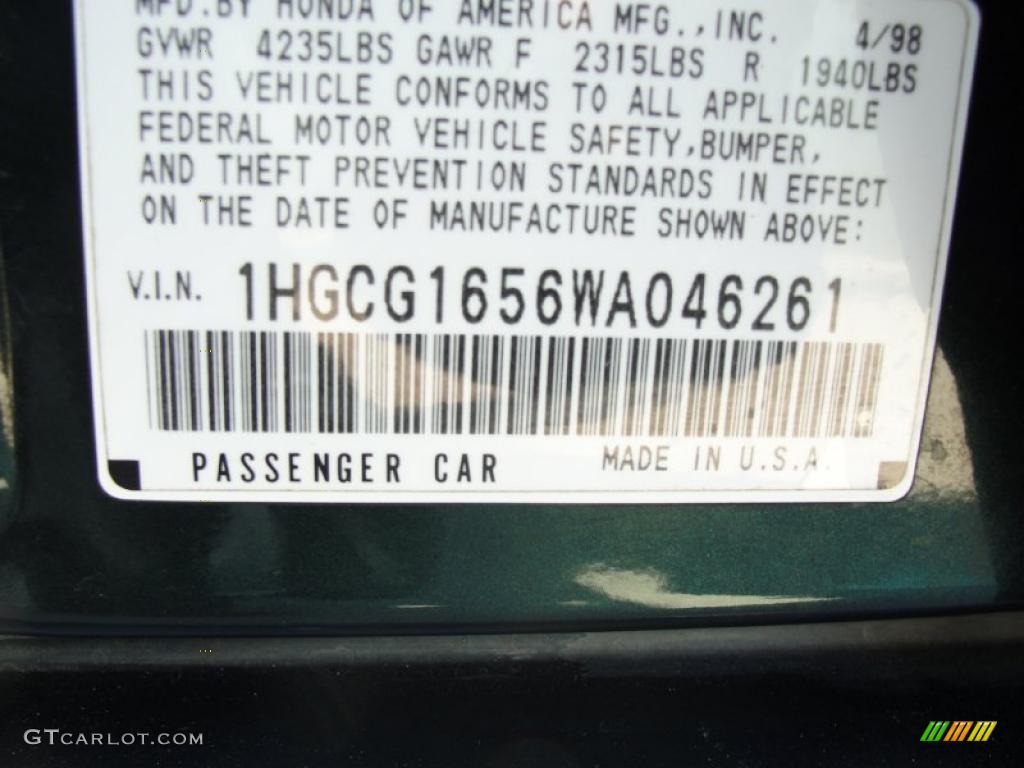 MFD.BY HONDA OF AMERICA MFG.,INC. 4/98
GVWR 4235LBS GAWR F 2315LBS R 1940LBS
THIS VEHICLE CONFORMS TO ALL APPLICABLE
FEDERAL MOTOR VEHICLE SAFETY,BUMPER,
AND THEFT PREVENTION STANDARDS IN EFFECT
ON THE DATE OF MANUFACTURE SHOWN ABOVE:
V.I.N. 1HGCG1656WA046261
PASSENGER CAR MADE IN U.S.A.
GTCARLOT.COM